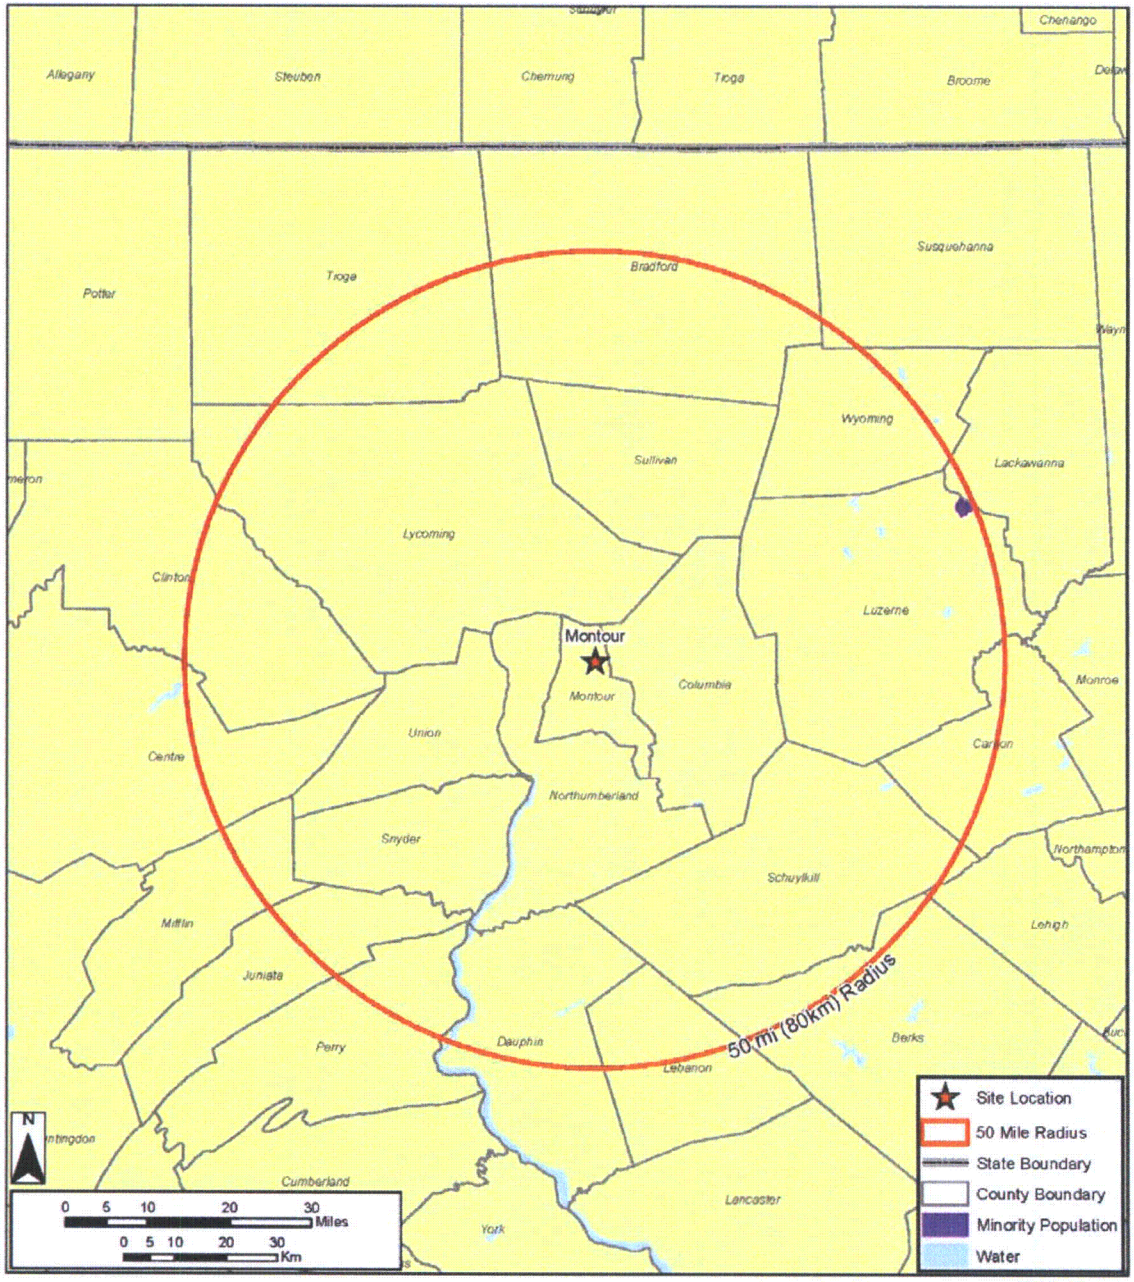 Chenango
Allegany
Steuben
Chemung
Tioga
Broome
Susquehanna
Bradford
Tioga
Potter
Wyoming
Sullivan
Lackawanna
meron
Lycoming
Clinton
Luzerne
Montour
Columbia
Montour
Monroe
Union
Carbon
Centre
Northumberland
Snyder
Northampton
Schuylkill
Mifflin
Lehigh
Juniata
50 mi (80km) Radius
Perry
Dauphin
Berks
Lebanon
ntingdon
Cumberland
Lancaster
York
N
0 5 10 20 30
Miles
0 5 10 20 30
Km
Site Location
50 Mile Radius
State Boundary
County Boundary
Minority Population
Water